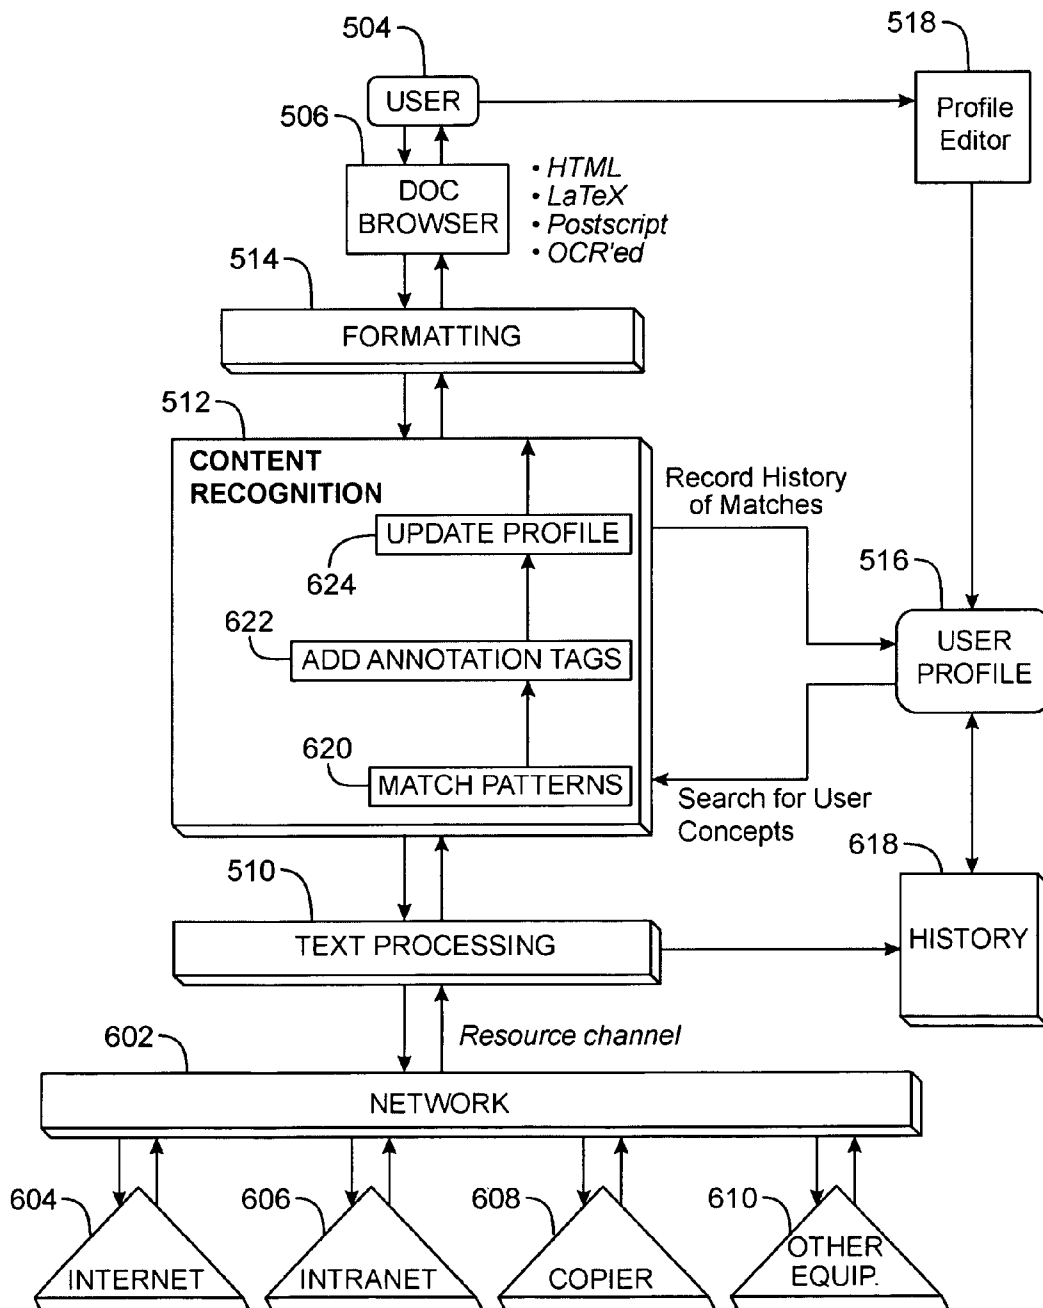 504
518
USER
Profile
Editor
506
DOC
BROWSER
• HTML
• LaTeX
• Postscript
• OCR'ed
514
FORMATTING
512
CONTENT
RECOGNITION
Record History
of Matches
UPDATE PROFILE
624
516
622
USER
PROFILE
ADD ANNOTATION TAGS
620
MATCH PATTERNS
Search for User
Concepts
618
510
TEXT PROCESSING
HISTORY
Resource channel
602
NETWORK
604
606
608
610
INTERNET
INTRANET
COPIER
OTHER
EQUIP.